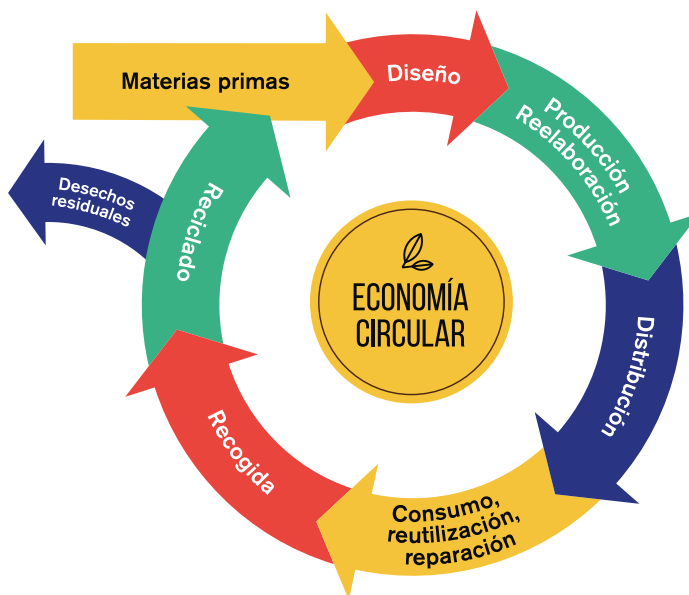 Materias primas
Diseño
Producción
Reelaboración
Distribución
Consumo,
reutilización,
reparación
Recogida
Reciclado
Desechos
residuales
ECONOMÍA
CIRCULAR